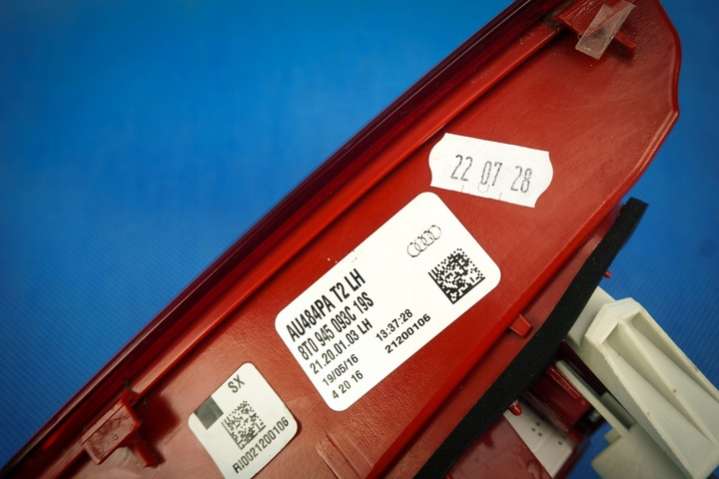 22 07 28
AU484PA T2 LH
8T0 945 093C 19S
21.20.01.03 LH
19/05/16 13:37:28
4 20 16 21200106
SX
RI0021200106